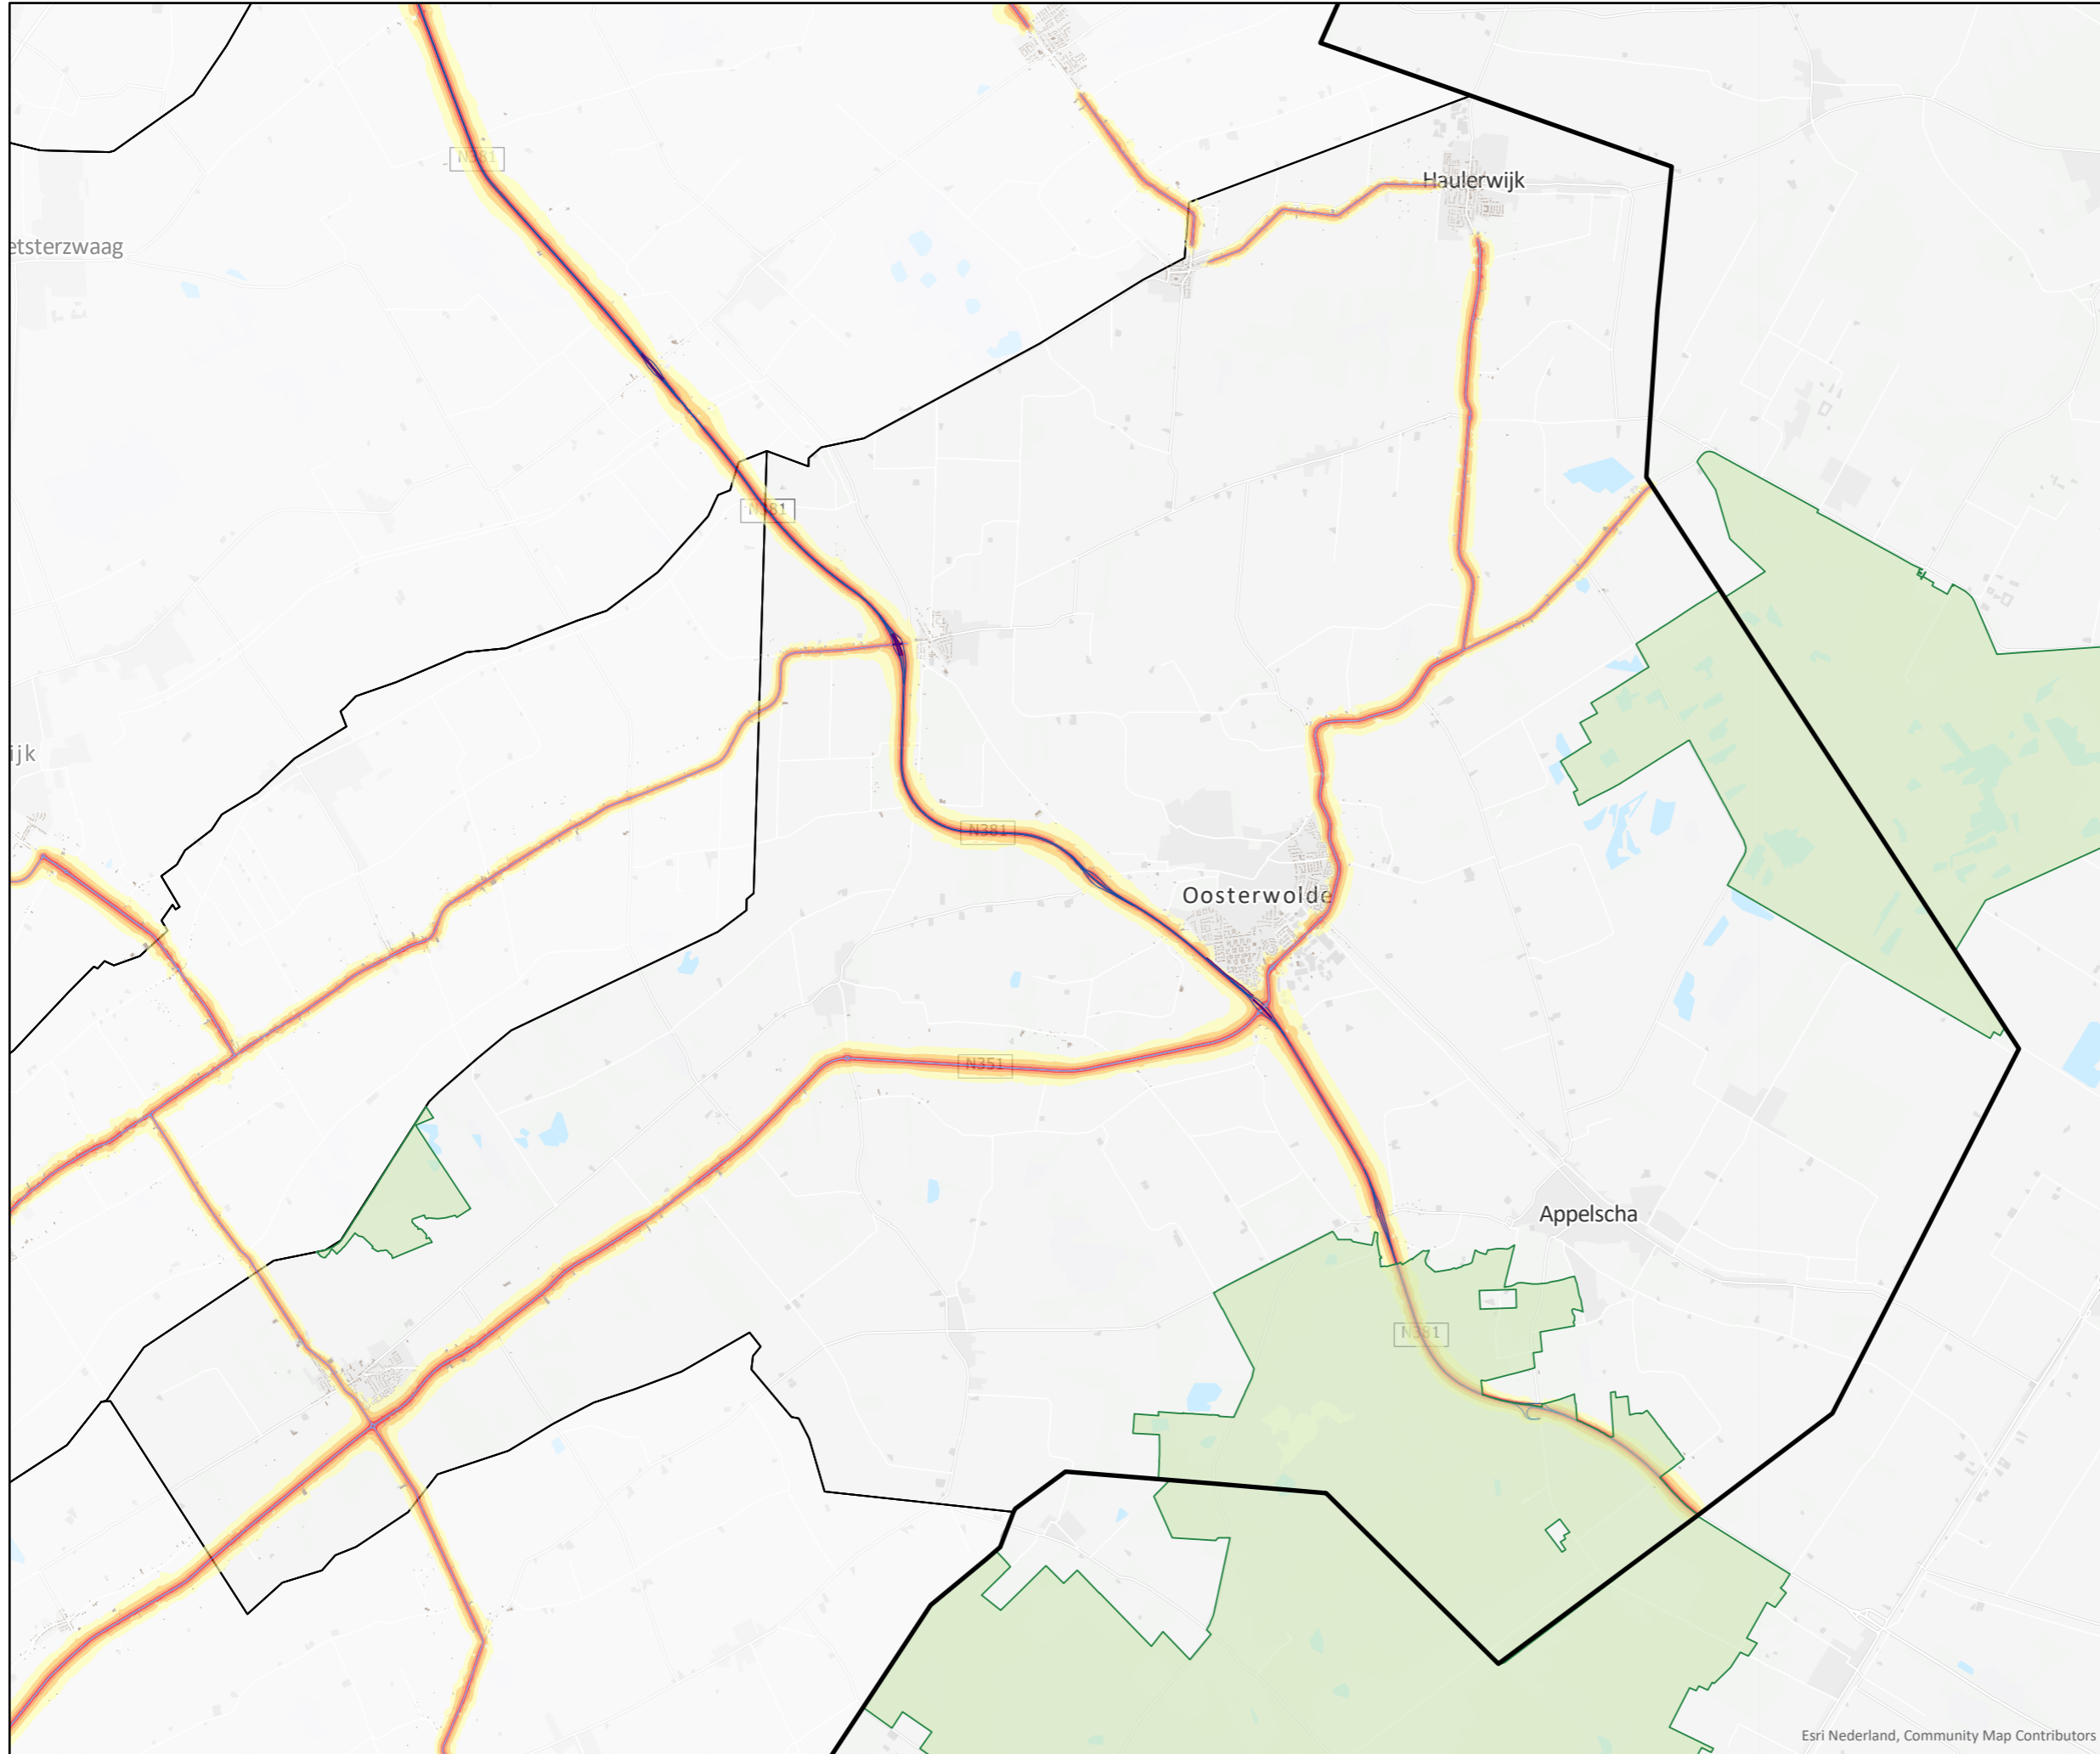 N381
Haulerwijk
etsterzwaag
N381
ijk
N381
Oosterwolde
N351
Appelscha
N381
Esri Nederland, Community Map Contributors